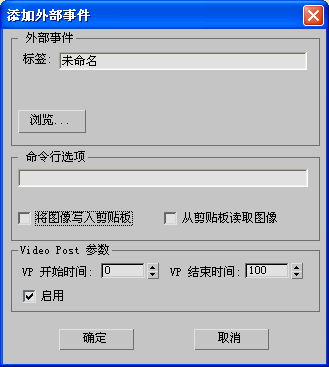 添加外部事件
外部事件
标签: 未命名
浏览...
命令行选项
将图像写入剪贴板 从剪贴板读取图像
Video Post 参数
VP 开始时间: 0 VP 结束时间: 100
启用
确定 取消